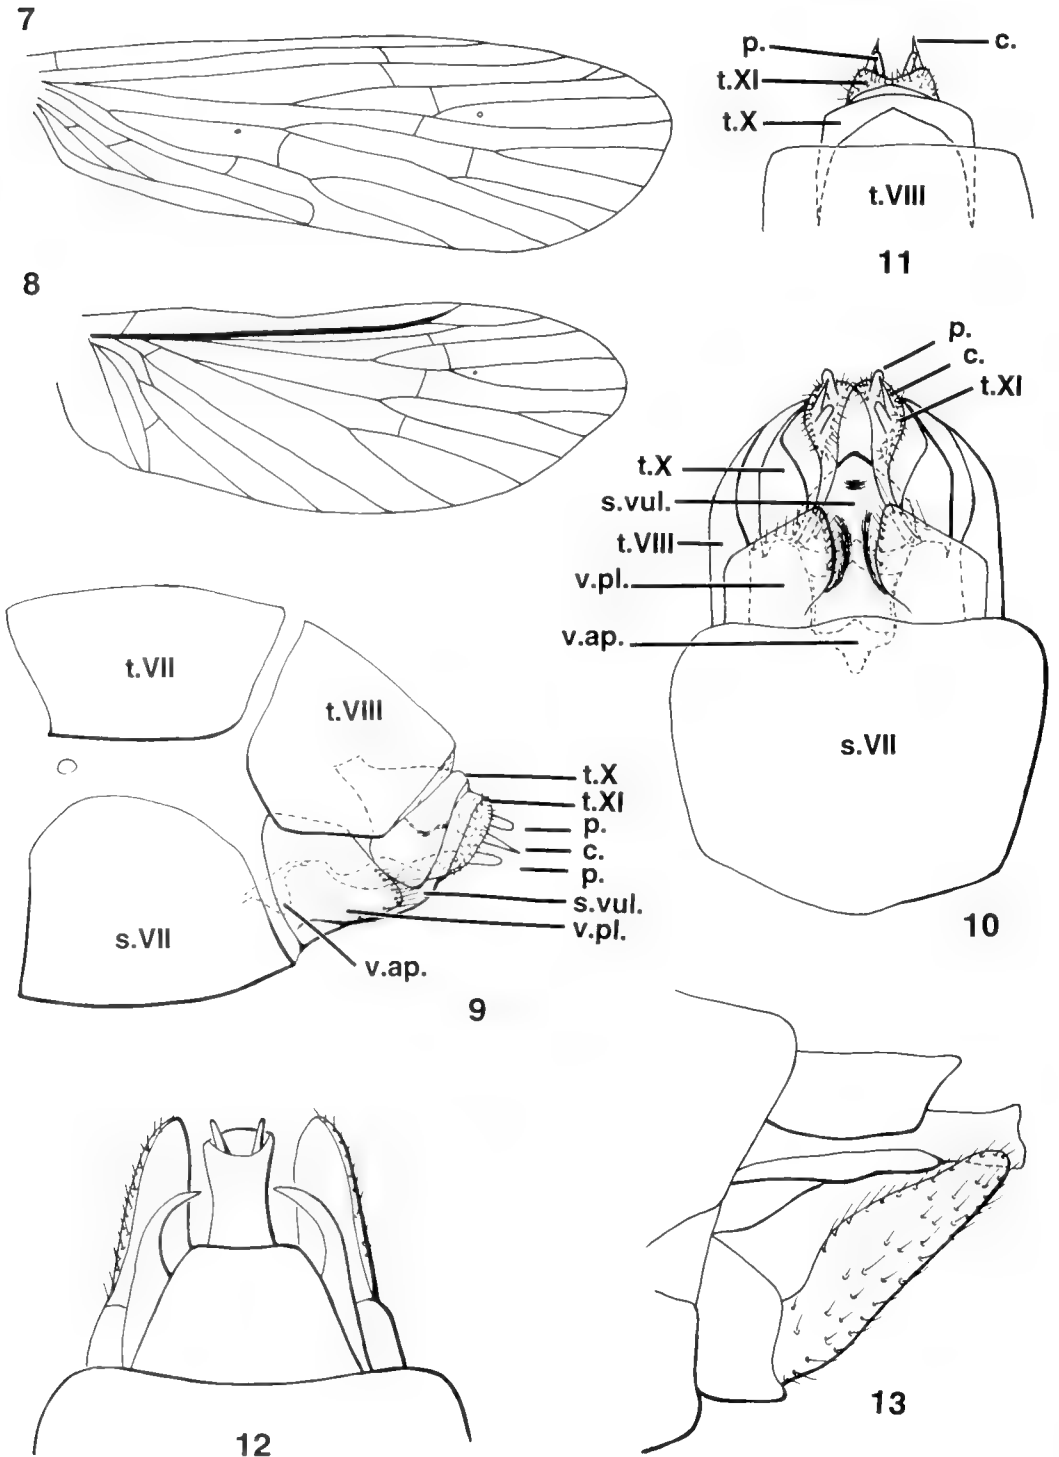 7
p.
c.
t.XI
t.X
t.VIII
11
8
p.
c.
t.XI
t.X
s.vul.
t.VIII
v.pl.
v.ap.
s.VII
10
t.VII
t.VIII
t.X
t.XI
p.
c.
p.
s.vul.
v.pl.
s.VII
v.ap.
9
12
13